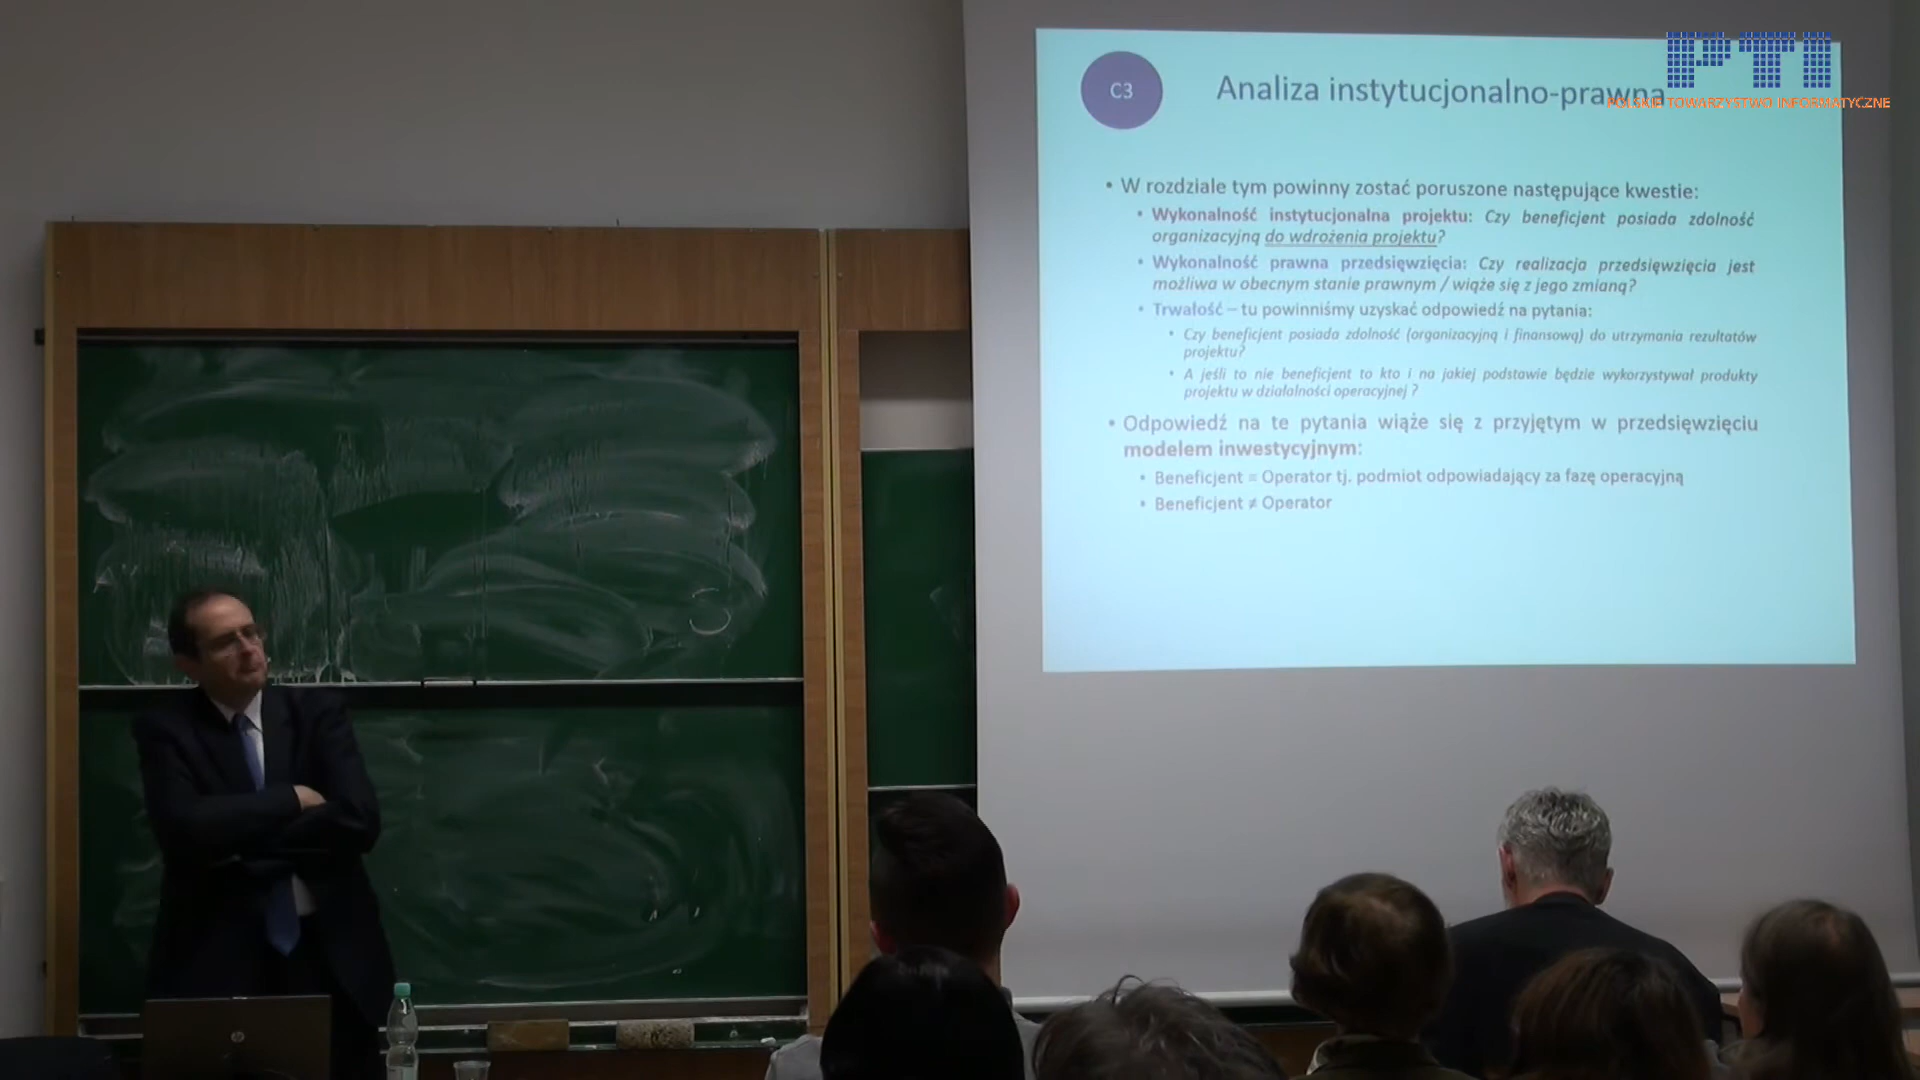 PTI
POLSKIE TOWARZYSTWO INFORMATYCZNE
C3
Analiza instytucjonalno-prawna
• W rozdziale tym powinny zostać poruszone następujące kwestie:
• Wykonalność instytucjonalna projektu: Czy beneficjent posiada zdolność
organizacyjną do wdrożenia projektu?
• Wykonalność prawna przedsięwzięcia: Czy realizacja przedsięwzięcia jest
możliwa w obecnym stanie prawnym / wiąże się z jego zmianą?
• Trwałość – tu powinniśmy uzyskać odpowiedź na pytania:
• Czy beneficjent posiada zdolność (organizacyjną i finansową) do utrzymania rezultatów
projektu?
• A jeśli to nie beneficjent to kto i na jakiej podstawie będzie wykorzystywał produkty
projektu w działalności operacyjnej ?
• Odpowiedź na te pytania wiąże się z przyjętym w przedsięwzięciu
modelem inwestycyjnym:
• Beneficjent = Operator tj. podmiot odpowiadający za fazę operacyjną
• Beneficjent ≠ Operator
hp